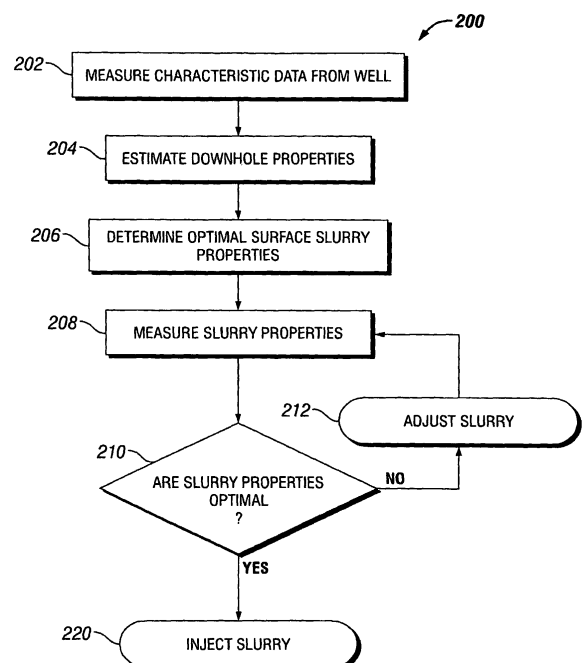 200
202
MEASURE CHARACTERISTIC DATA FROM WELL
204
ESTIMATE DOWNHOLE PROPERTIES
206
DETERMINE OPTIMAL SURFACE SLURRY
PROPERTIES
208
MEASURE SLURRY PROPERTIES
212
ADJUST SLURRY
210
ARE SLURRY PROPERTIES
OPTIMAL
?
NO
YES
220
INJECT SLURRY